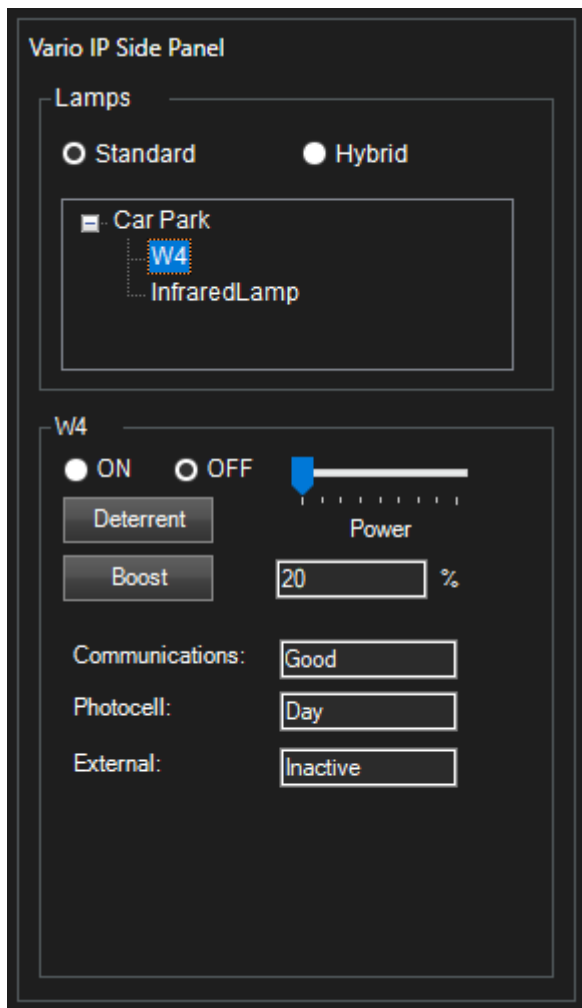 Vario IP Side Panel
Lamps
Standard Hybrid
Car Park
W4
InfraredLamp
W4
ON OFF
Deterrent
Power
Boost 20 %
Communications: Good
Photocell: Day
External: Inactive